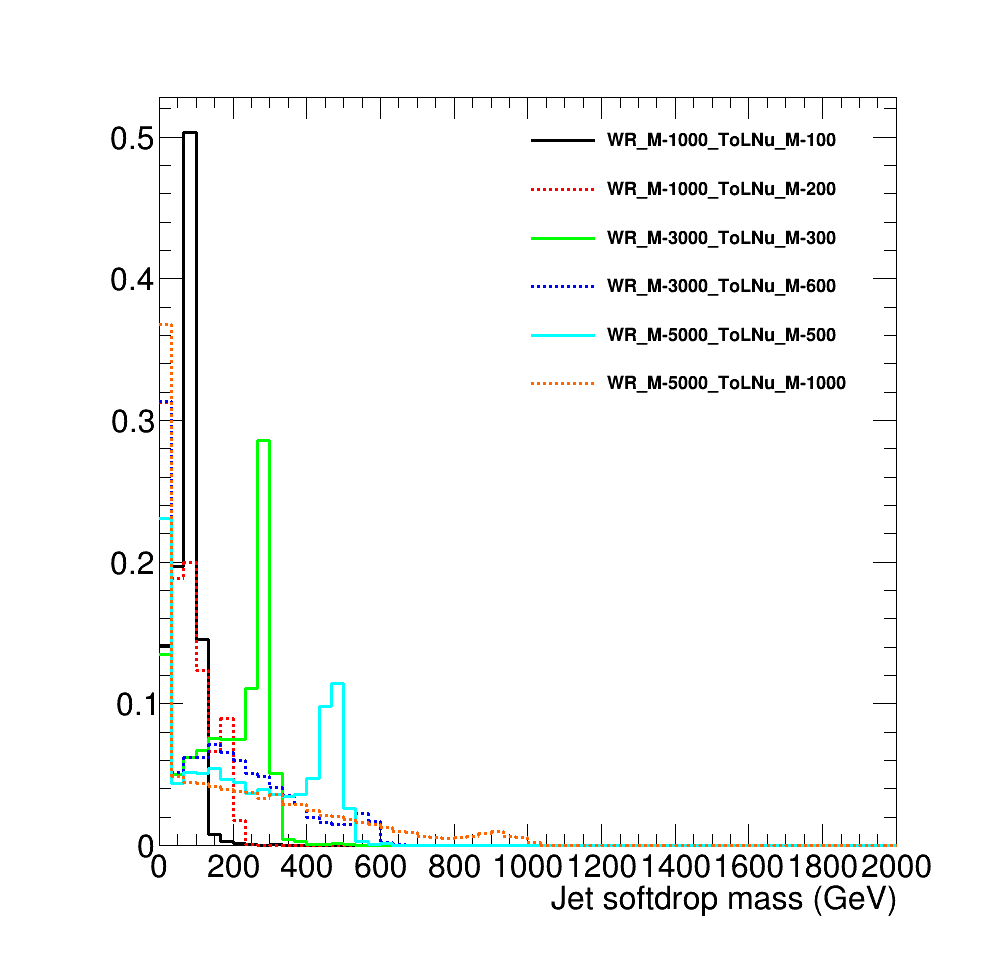 0.5
0.4
0.3
0.2
0.1
0
WR_M-1000_ToLNu_M-100
WR_M-1000_ToLNu_M-200
WR_M-3000_ToLNu_M-300
WR_M-3000_ToLNu_M-600
WR_M-5000_ToLNu_M-500
WR_M-5000_ToLNu_M-1000
0 200 400 600 800 1000 1200 1400 1600 1800 2000
Jet softdrop mass (GeV)